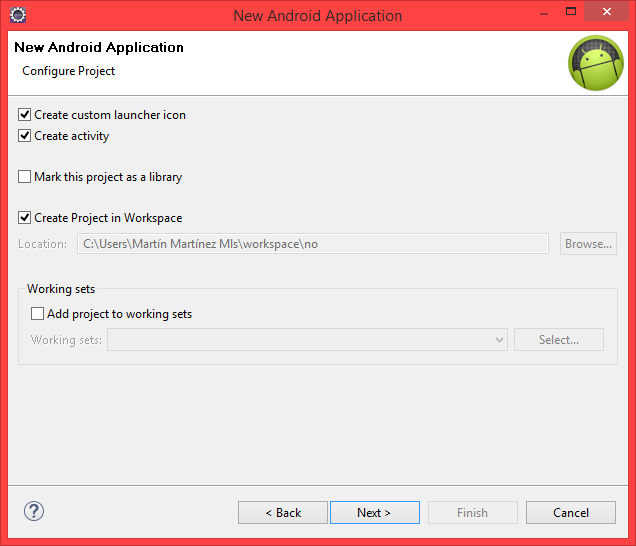 New Android Application
New Android Application
Configure Project
Create custom launcher icon
Create activity
Mark this project as a library
Create Project in Workspace
Location: C:\Users\Martín Martínez Mls\workspace\no Browse...
Working sets
Add project to working sets
Working sets: Select...
? < Back Next > Finish Cancel